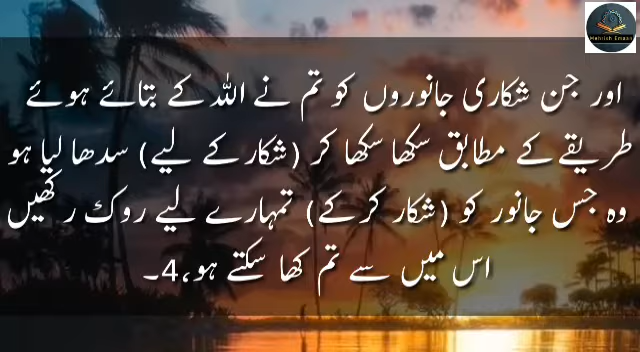 Mehrish Emaan
اور جن شکاری جانوروں کو تم نے اللہ کے بتائے ہوئے
طریقے کے مطابق سکھا سکھا کر (شکار کے لیے) سدھا لیا ہو
وہ جس جانور کو (شکار کرکے) تمہارے لیے روک رکھیں
اس میں سے تم کھا سکتے ہو،4۔